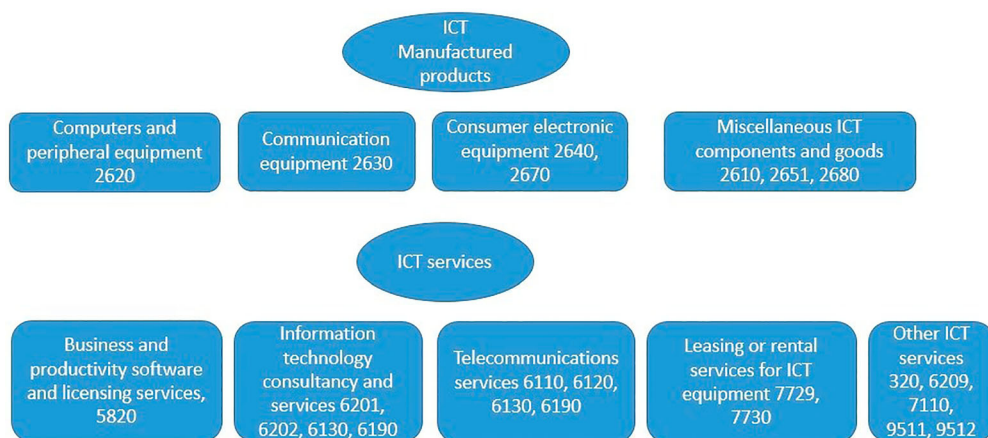 ICT
Manufactured
products
Computers and
peripheral equipment
2620
Communication
equipment 2630
Consumer electronic
equipment 2640,
2670
Miscellaneous ICT
components and goods
2610, 2651, 2680
ICT services
Business and
productivity software
and licensing services,
5820
Information
technology
consultancy and
services 6201,
6202, 6130, 6190
Telecommunications
services 6110, 6120,
6130, 6190
Leasing or rental
services for ICT
equipment 7729,
7730
Other ICT
services
320, 6209,
7110,
9511, 9512